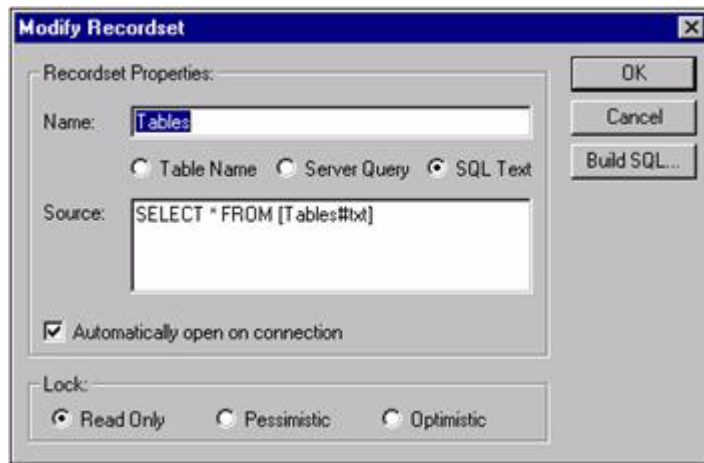 Modify Recordset
Recordset Properties:
OK
Name: Tables
Cancel
Table Name Server Query SQL Text
Build SQL...
Source: SELECT * FROM [Tables#txt]
Automatically open on connection
Lock:
Read Only Pessimistic Optimistic